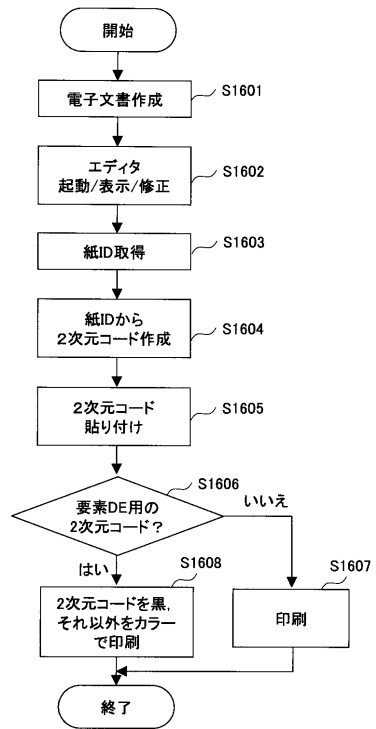 開始
電子文書作成
S1601
エディタ
起動/表示/修正
S1602
紙ID取得
S1603
紙IDから
2次元コード作成
S1604
2次元コード
貼り付け
S1605
要素DE用の
2次元コード?
S1606
いいえ
はい
S1608
2次元コードを黒,
それ以外をカラー
で印刷
S1607
印刷
終了